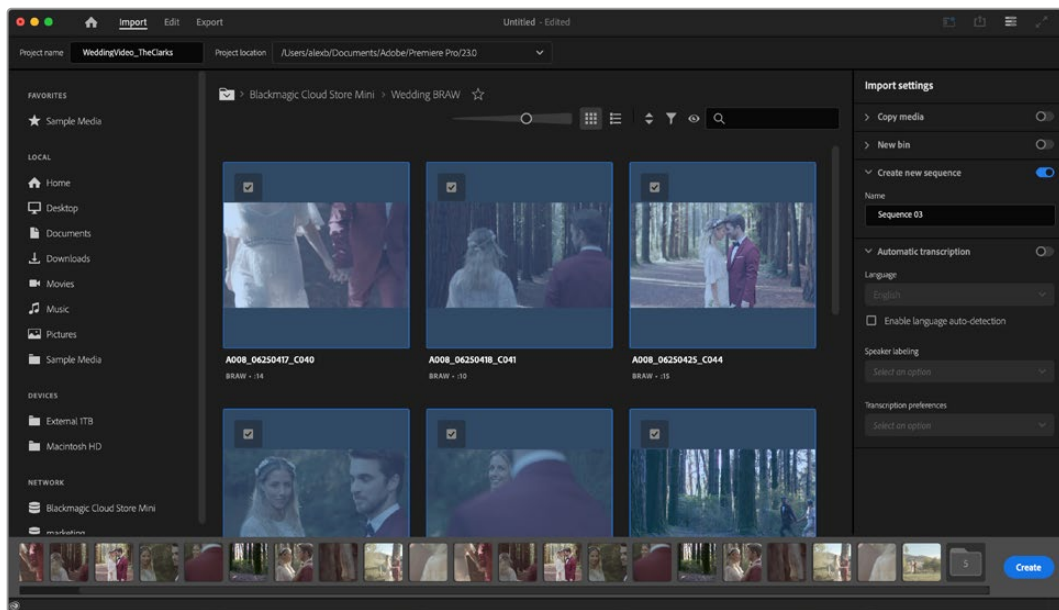 Import Edit Export
Untitled - Edited
Project name WeddingVideo_TheClarks
Project location /Users/alexb/Documents/Adobe/Premiere Pro/23.0
FAVORITES
Sample Media
LOCAL
Home
Desktop
Documents
Downloads
Movies
Music
Pictures
Sample Media
DEVICES
External 1TB
Macintosh HD
NETWORK
Blackmagic Cloud Store Mini
marketing
Blackmagic Cloud Store Mini > Wedding BRAW
A008_06250417_C040
BRAW • :14
A008_06250418_C041
BRAW • :10
A008_06250425_C044
BRAW • :15
Import settings
Copy media
New bin
Create new sequence
Name
Sequence 03
Automatic transcription
Language
English
Enable language auto-detection
Speaker labeling
Select an option
Transcription preferences
Select an option
5
Create